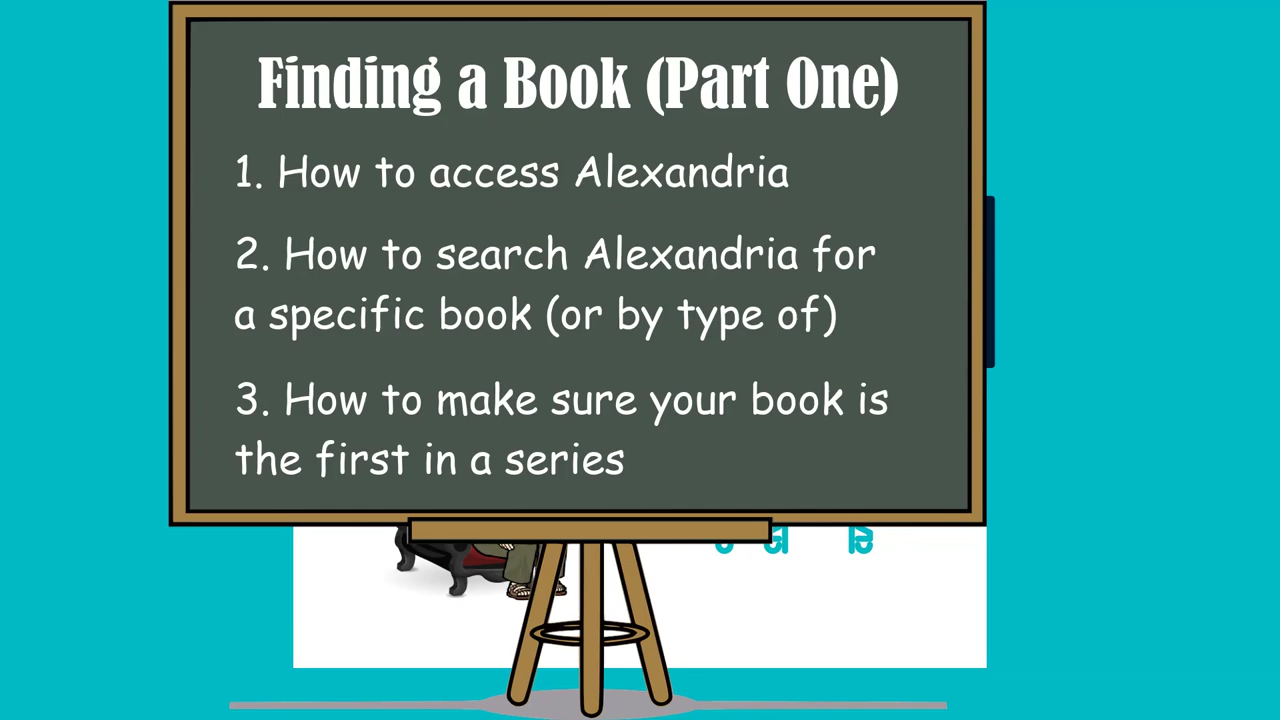 Finding a Book (Part One)
1. How to access Alexandria
2. How to search Alexandria for
a specific book (or by type of)
3. How to make sure your book is
the first in a series